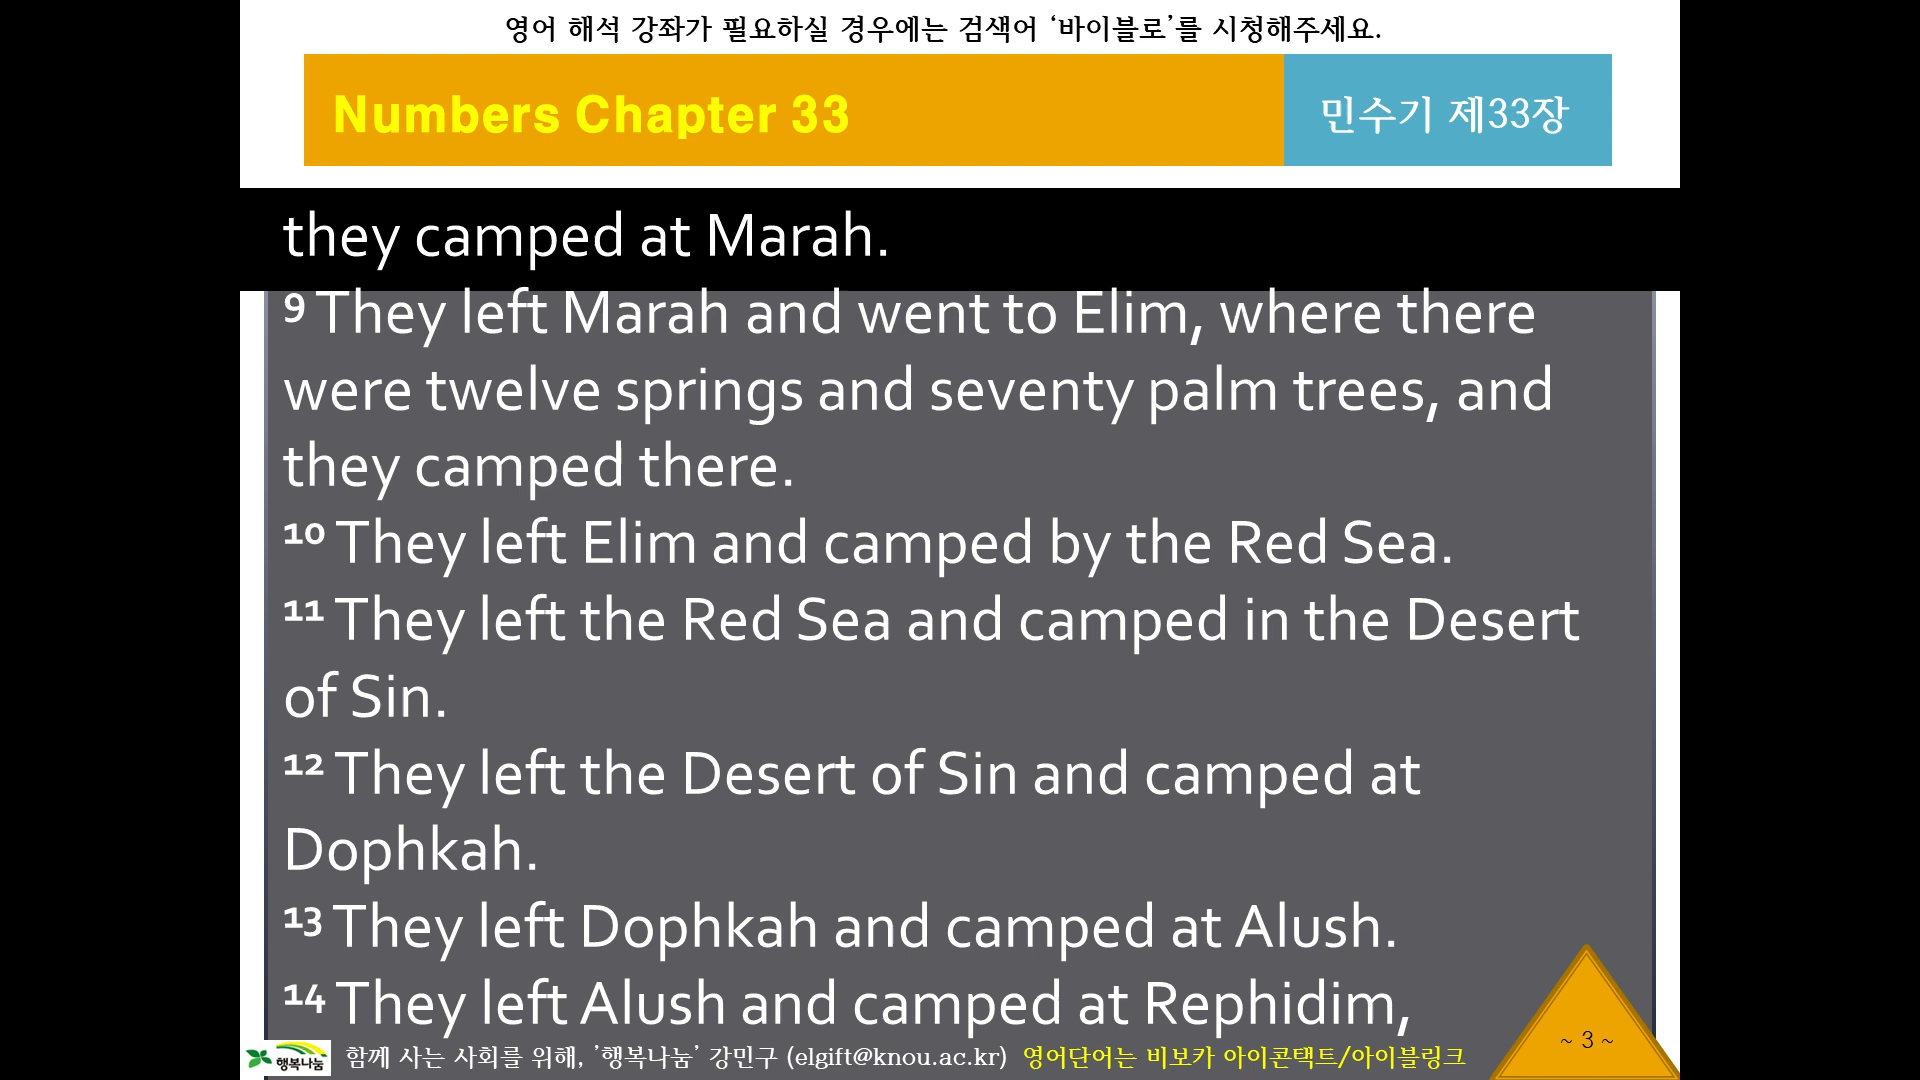 영어 해석 강좌가 필요하실 경우에는 검색어 ‘바이블로’를 시청해주세요.
Numbers Chapter 33
민수기 제33장
they camped at Marah.
9 They left Marah and went to Elim, where there
were twelve springs and seventy palm trees, and
they camped there.
10 They left Elim and camped by the Red Sea.
11 They left the Red Sea and camped in the Desert
of Sin.
12 They left the Desert of Sin and camped at
Dophkah.
13 They left Dophkah and camped at Alush.
14 They left Alush and camped at Rephidim,
~ 3 ~
행복나눔 함께 사는 사회를 위해, ’행복나눔’ 강민구 (elgift@knou.ac.kr) 영어단어는 비보카 아이콘택트/아이블링크